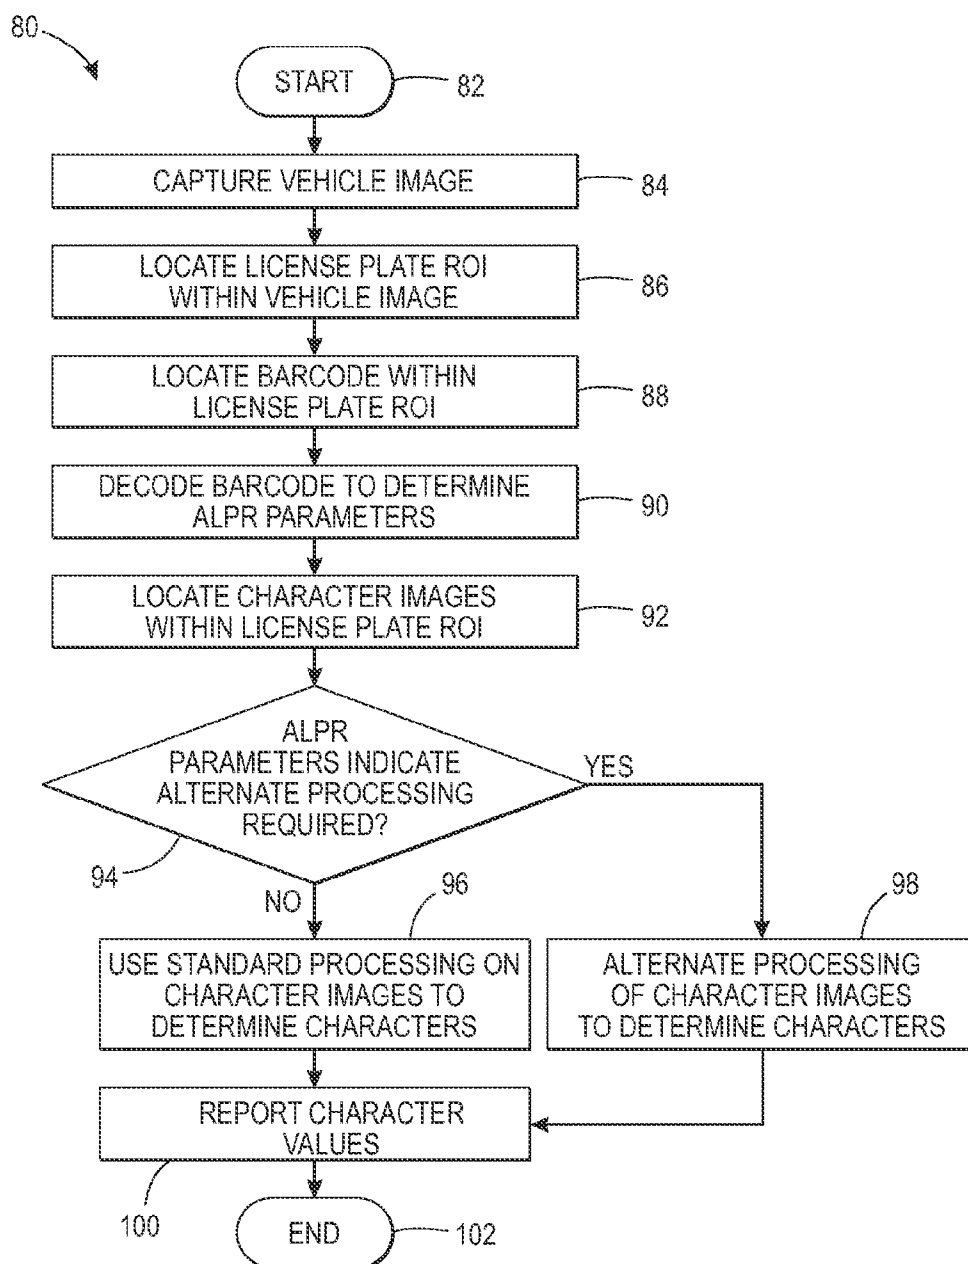 80
START
82
CAPTURE VEHICLE IMAGE
84
LOCATE LICENSE PLATE ROI
WITHIN VEHICLE IMAGE
86
LOCATE BARCODE WITHIN
LICENSE PLATE ROI
88
DECODE BARCODE TO DETERMINE
ALPR PARAMETERS
90
LOCATE CHARACTER IMAGES
WITHIN LICENSE PLATE ROI
92
ALPR
PARAMETERS INDICATE
ALTERNATE PROCESSING
REQUIRED?
YES
94
NO
96
98
USE STANDARD PROCESSING ON
CHARACTER IMAGES TO
DETERMINE CHARACTERS
ALTERNATE PROCESSING
OF CHARACTER IMAGES
TO DETERMINE CHARACTERS
REPORT CHARACTER
VALUES
100
END
102